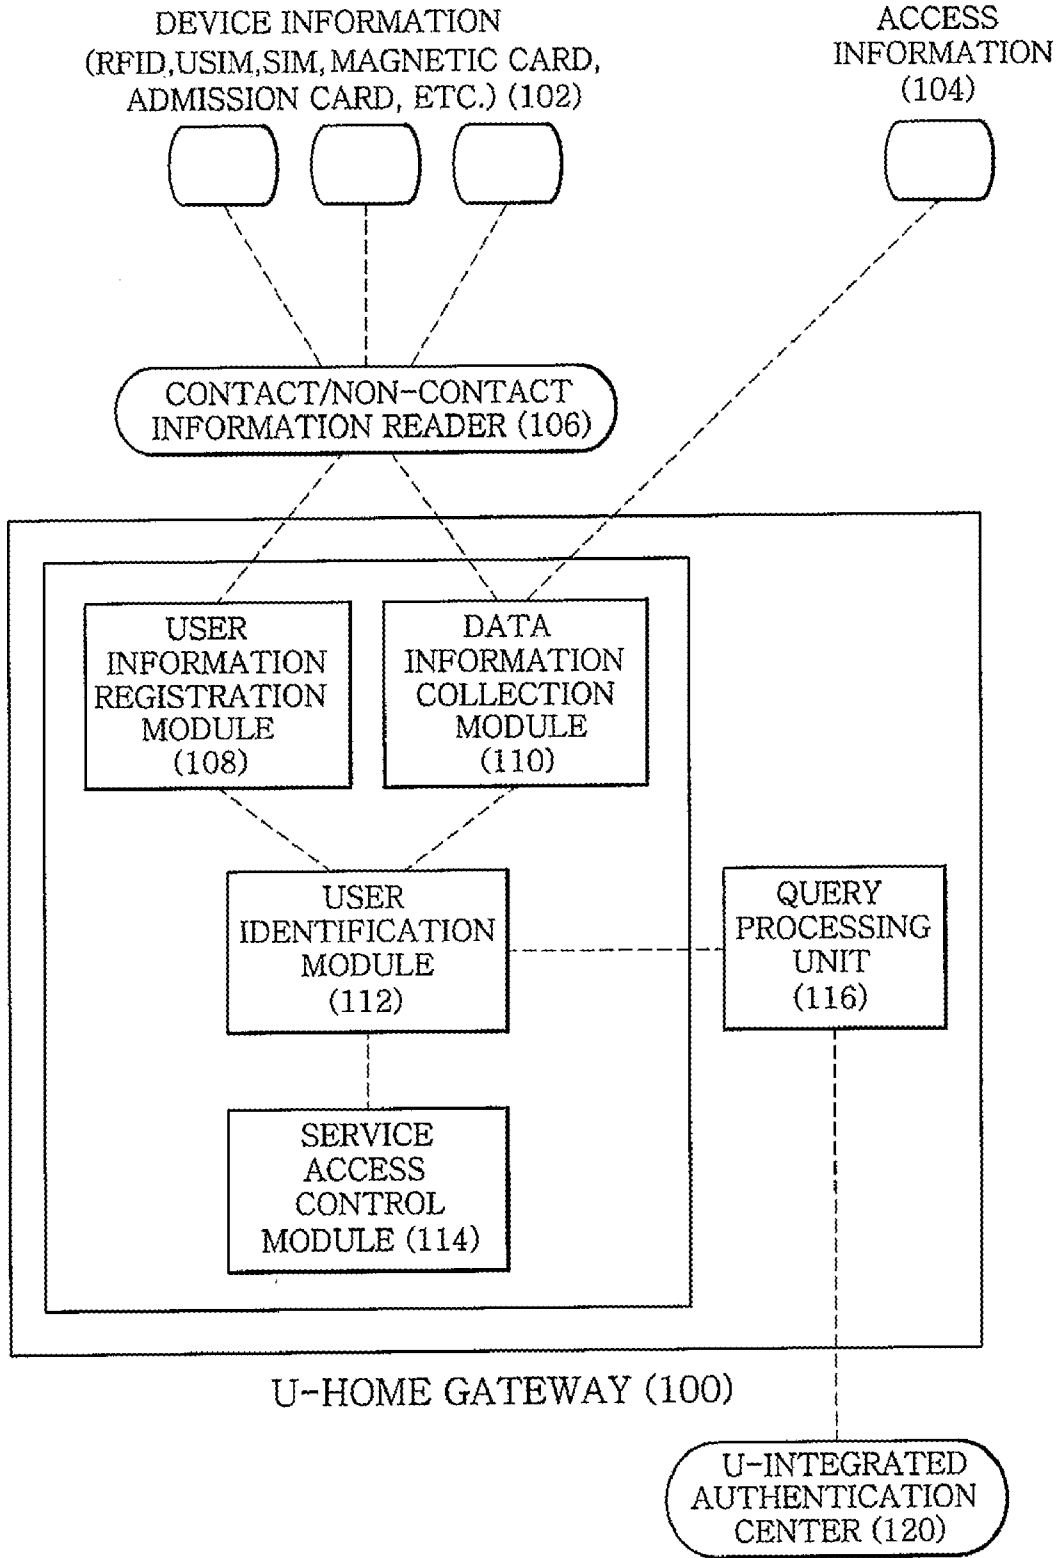 DEVICE INFORMATION
(RFID,USIM,SIM, MAGNETIC CARD,
ADMISSION CARD, ETC.) (102)
ACCESS
INFORMATION
(104)
CONTACT/NON-CONTACT
INFORMATION READER (106)
USER
INFORMATION
REGISTRATION
MODULE
(108)
DATA
INFORMATION
COLLECTION
MODULE
(110)
USER
IDENTIFICATION
MODULE
(112)
QUERY
PROCESSING
UNIT
(116)
SERVICE
ACCESS
CONTROL
MODULE (114)
U-HOME GATEWAY (100)
U-INTEGRATED
AUTHENTICATION
CENTER (120)